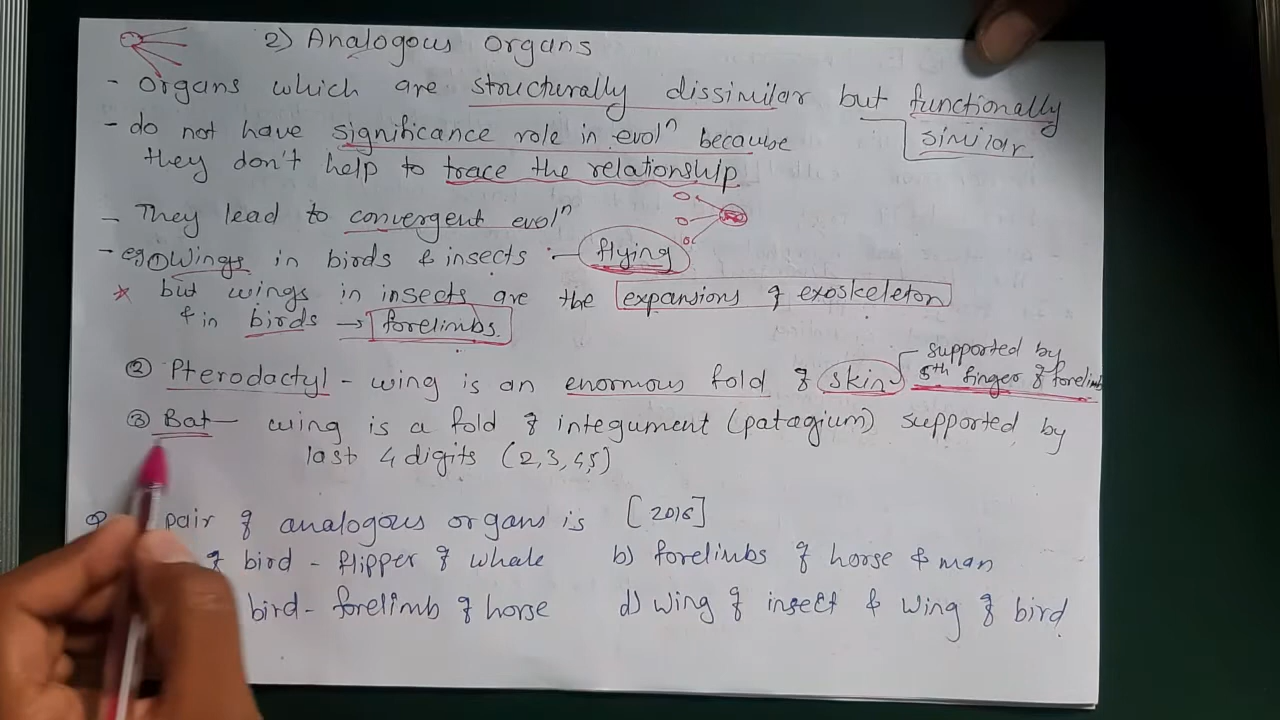 2) Analogous organs
- organs which are structurally dissimilar but functionally similar
- do not have significance role in evolⁿ because
they don't help to trace the relationship
- They lead to convergent evolⁿ
- eg ① Wings in birds & insects :- flying
* but wings in insects are the expansions of exoskeleton
& in birds → forelimbs.
② Pterodactyl - wing is an enormous fold of skin supported by 5th finger of forelimb
③ Bat - wing is a fold of integument (patagium) supported by
last 4 digits (2,3,4,5)
pair of analogous organs is [2018]
of bird - flipper of whale b) forelimbs of horse & man
bird - forelimb of horse d) wing of insect & wing of bird